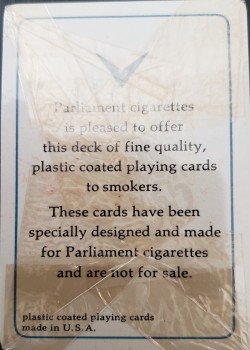 Parliament cigarettes
is pleased to offer
this deck of fine quality,
plastic coated playing cards
to smokers.
These cards have been
specially designed and made
for Parliament cigarettes
and are not for sale.
plastic coated playing cards
made in U.S.A.